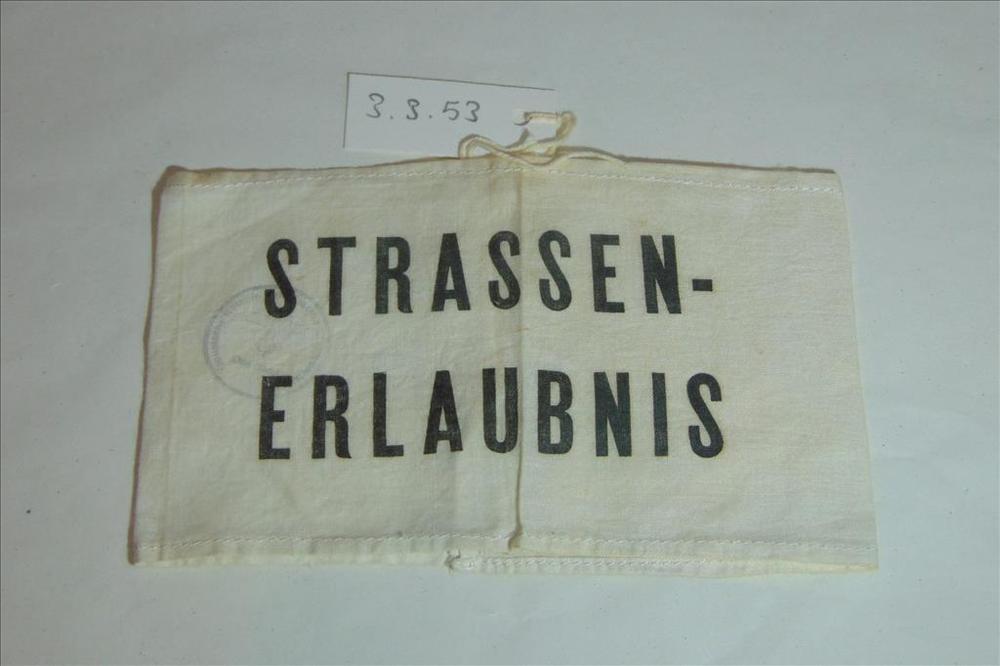 3.3.53
STRASSEN-
ERLAUBNIS